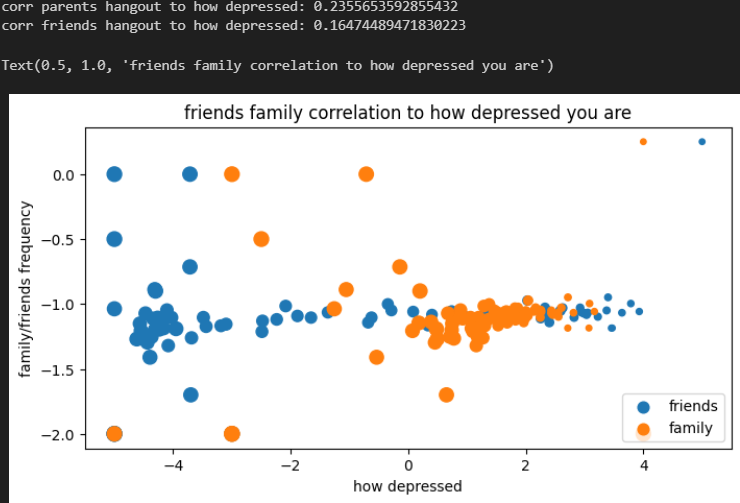 corr parents hangout to how depressed: 0.2355653592855432
corr friends hangout to how depressed: 0.16474489471830223
Text(0.5, 1.0, 'friends family correlation to how depressed you are')
friends family correlation to how depressed you are
family/friends frequency
0.0
−0.5
−1.0
−1.5
−2.0
friends
family
−4
−2
0
2
4
how depressed